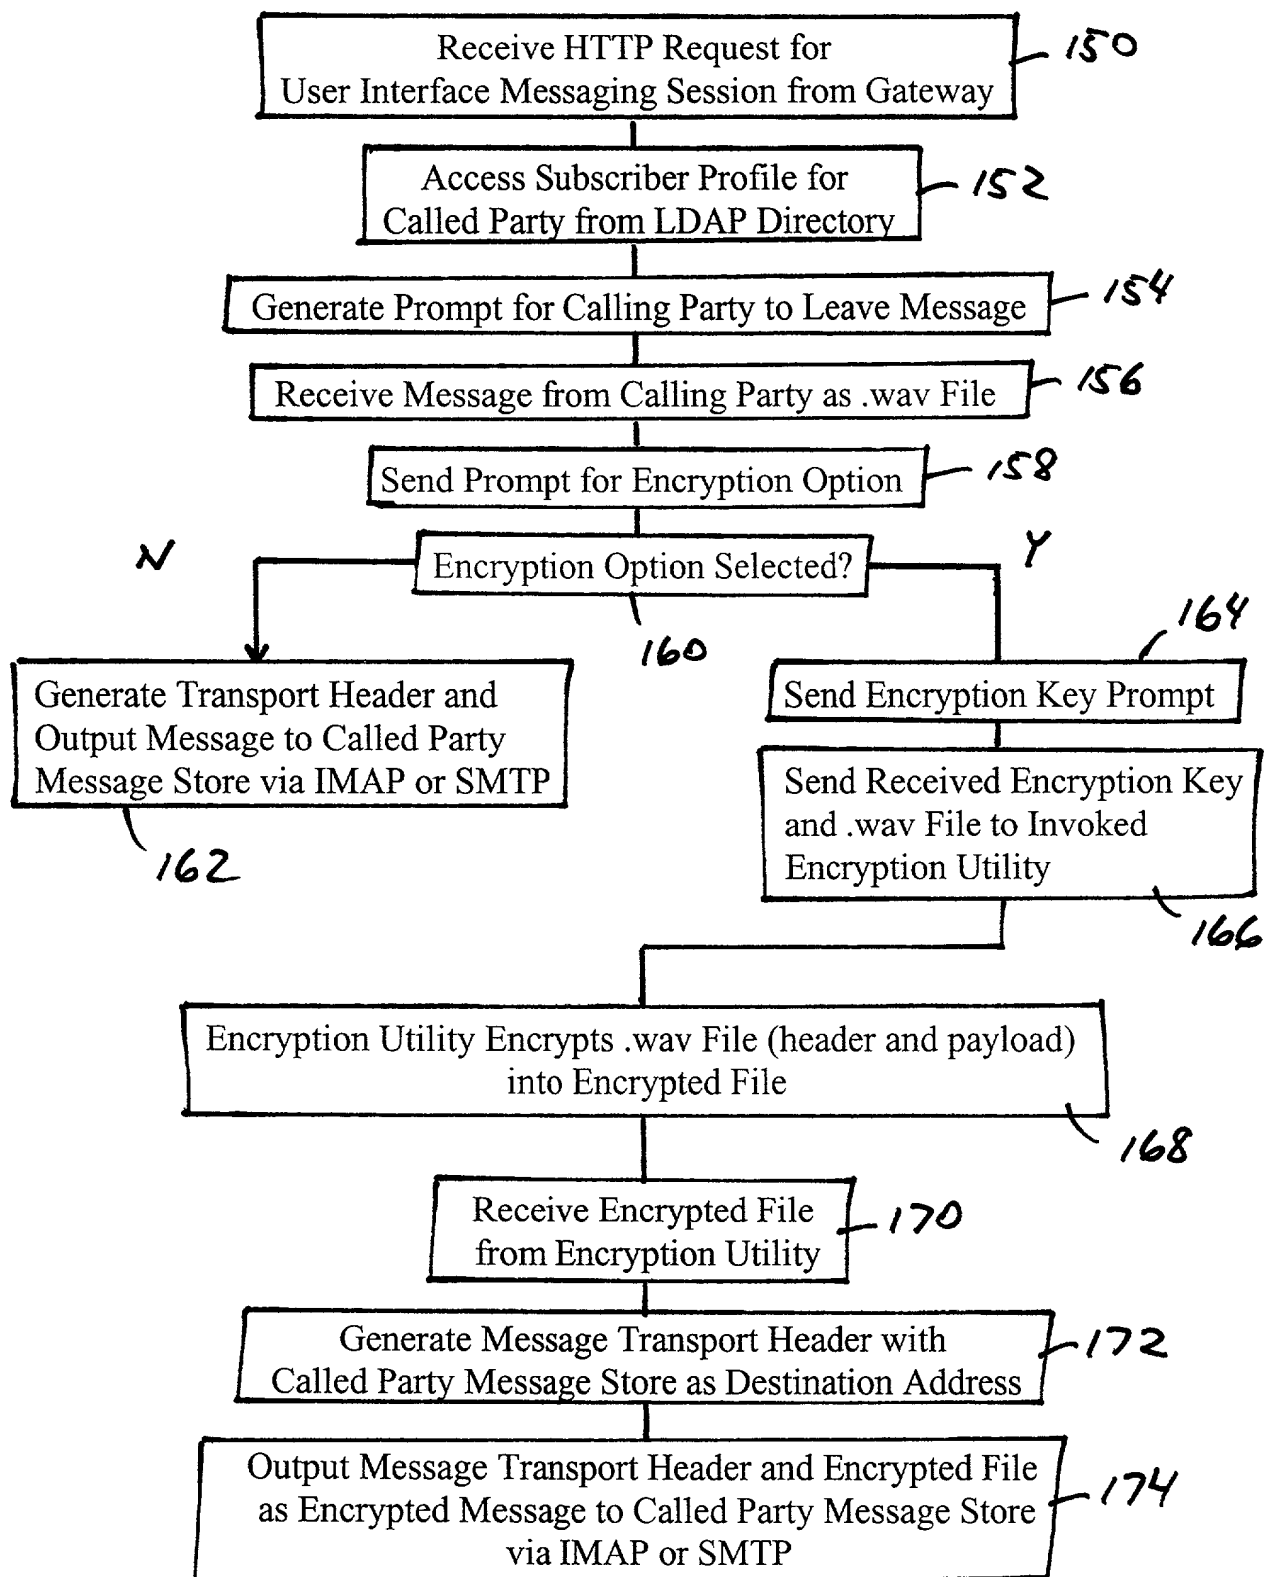 Receive HTTP Request for
User Interface Messaging Session from Gateway
150
Access Subscriber Profile for
Called Party from LDAP Directory
152
Generate Prompt for Calling Party to Leave Message
154
Receive Message from Calling Party as .wav File
156
Send Prompt for Encryption Option
158
N
Encryption Option Selected?
Y
160
164
Generate Transport Header and
Output Message to Called Party
Message Store via IMAP or SMTP
162
Send Encryption Key Prompt
Send Received Encryption Key
and .wav File to Invoked
Encryption Utility
166
Encryption Utility Encrypts .wav File (header and payload)
into Encrypted File
168
Receive Encrypted File
from Encryption Utility
170
Generate Message Transport Header with
Called Party Message Store as Destination Address
172
Output Message Transport Header and Encrypted File
as Encrypted Message to Called Party Message Store
via IMAP or SMTP
174